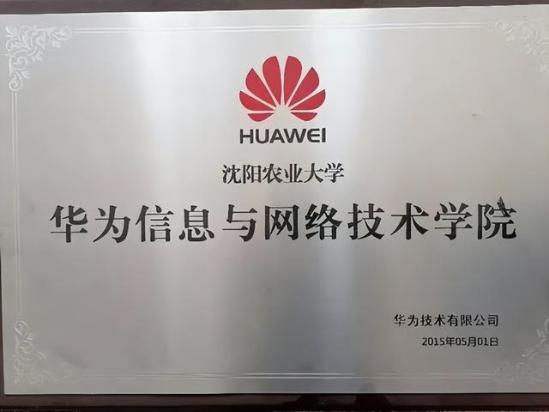 HUAWEI
沈阳农业大学
华为信息与网络技术学院
华为技术有限公司
2015年05月01日